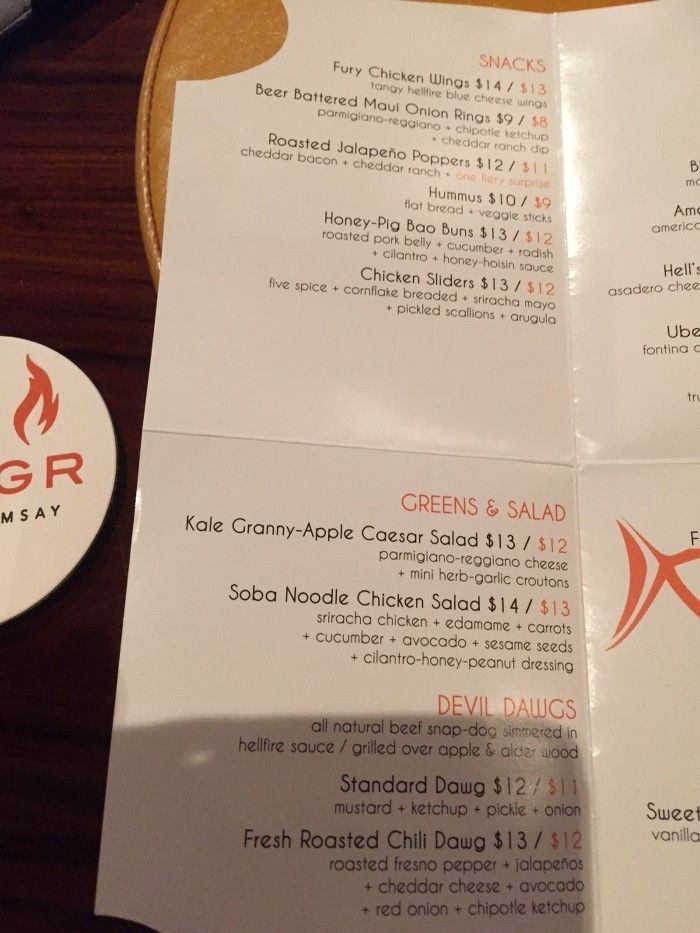 SNACKS
Fury Chicken Wings $14 / $13
tangy hellfire blue cheese wings
Beer Battered Maui Onion Rings $9 / $8
parmigiano-reggiano + chipotle ketchup
+ cheddar ranch dip
Roasted Jalapeño Poppers $12 / $11
cheddar bacon + cheddar ranch + one fiery surprise
Hummus $10 / $9
flat bread + veggie sticks
Honey-Pig Bao Buns $13 / $12
roasted pork belly + cucumber + radish
+ cilantro + honey-hoisin sauce
Chicken Sliders $13 / $12
five spice + cornflake breaded + sriracha mayo
+ pickled scallions + arugula
GREENS & SALAD
Kale Granny-Apple Caesar Salad $13 / $12
parmigiano-reggiano cheese
+ mini herb-garlic croutons
Soba Noodle Chicken Salad $14 / $13
sriracha chicken + edamame + carrots
+ cucumber + avocado + sesame seeds
+ cilantro-honey-peanut dressing
DEVIL DAWGS
all natural beef snap-dog simmered in
hellfire sauce / grilled over apple & alder wood
Standard Dawg $12 / $11
mustard + ketchup + pickle + onion
Fresh Roasted Chili Dawg $13 / $12
roasted fresno pepper + jalapeños
+ cheddar cheese + avocado
+ red onion + chipotle ketchup
GR
MSAY
B
Ame
americ
Hell's
asadero chee
Ube
fontina c
tru
F
Sweet
vanilla